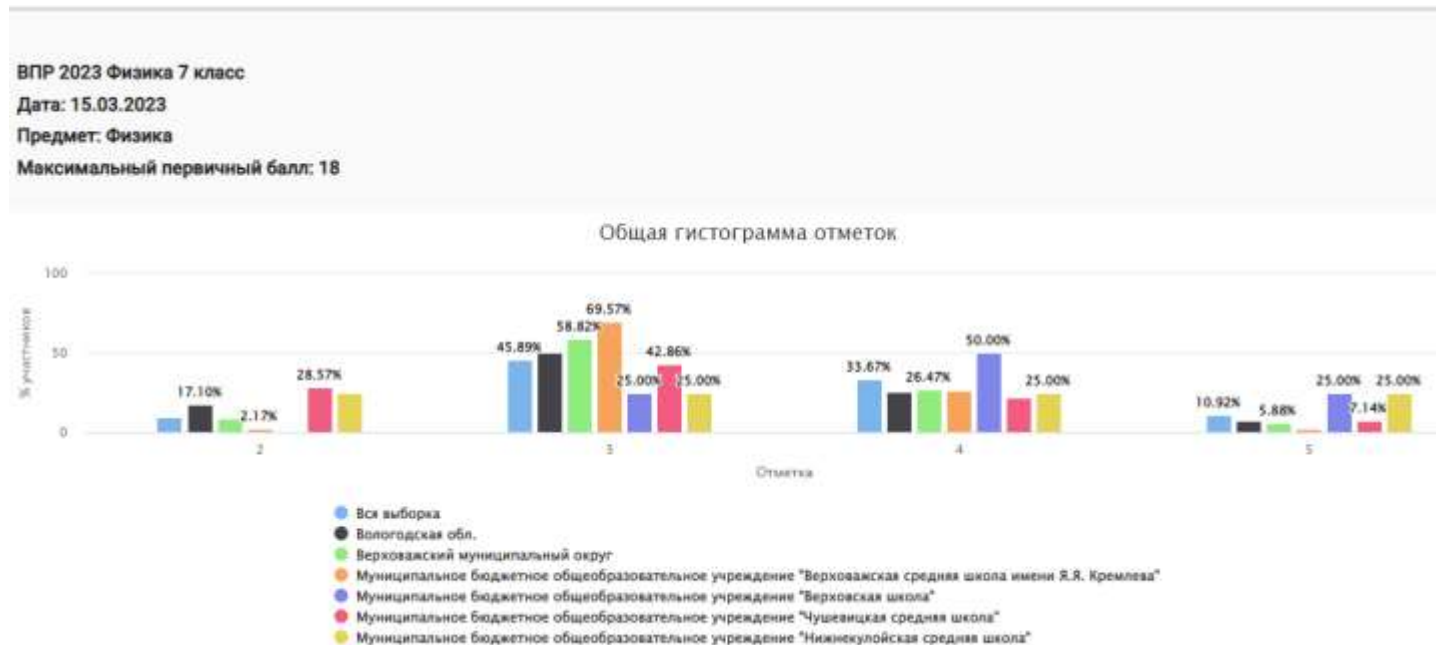 ВПР 2023 Физика 7 класс
Дата: 15.03.2023
Предмет: Физика
Максимальный первичный балл: 18
Общая гистограмма отметок
% участников
100
50
0
17.10%
2.17%
28.57%
45.89%
58.82%
69.57%
25.00%
42.86%
25.00%
33.67%
26.47%
50.00%
25.00%
10.92%
5.88%
25.00%
7.14%
25.00%
2
3
4
5
Отметка
Вся выборка
Вологодская обл.
Верховажский муниципальный округ
Муниципальное бюджетное общеобразовательное учреждение "Верховажская средняя школа имени Я.Я. Кремлева"
Муниципальное бюджетное общеобразовательное учреждение "Верховская школа"
Муниципальное бюджетное общеобразовательное учреждение "Чушевицкая средняя школа"
Муниципальное бюджетное общеобразовательное учреждение "Нижнекулойская средняя школа"